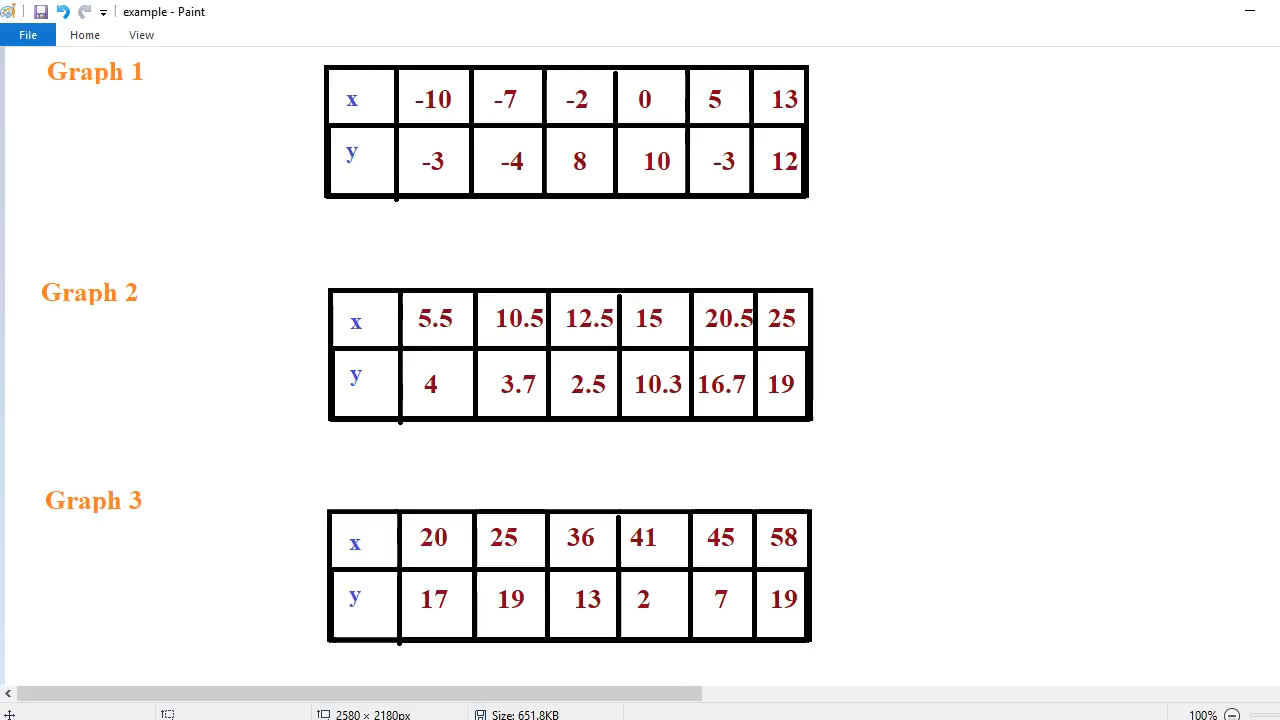 example - Paint
File Home View
Graph 1
x -10 -7 -2 0 5 13
y -3 -4 8 10 -3 12
Graph 2
x 5.5 10.5 12.5 15 20.5 25
y 4 3.7 2.5 10.3 16.7 19
Graph 3
x 20 25 36 41 45 58
y 17 19 13 2 7 19
2580 × 2180px Size: 651.8KB 100%